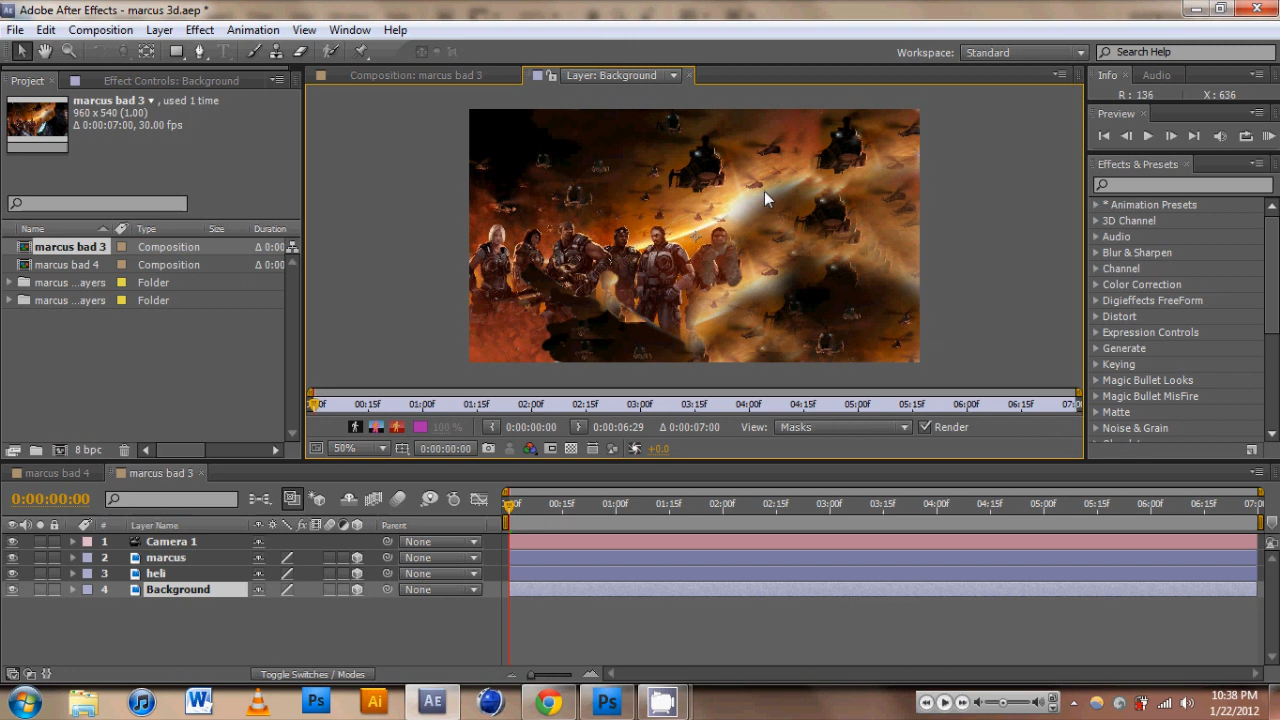 Adobe After Effects - marcus 3d.aep *
File Edit Composition Layer Effect Animation View Window Help
Workspace: Standard Search Help
Project Effect Controls: Background Composition: marcus bad 3 Layer: Background Info Audio
marcus bad 3 , used 1 time
960 x 540 (1.00)
Δ 0:00:07:00, 30.00 fps
R : 136 X : 636
Preview
Effects & Presets
Name Type Size Duration
marcus bad 3 Composition Δ 0:00
marcus bad 4 Composition Δ 0:00
marcus ...ayers Folder
marcus ...ayers Folder
* Animation Presets
3D Channel
Audio
Blur & Sharpen
Channel
Color Correction
Digieffects FreeForm
Distort
Expression Controls
Generate
Keying
Magic Bullet Looks
Magic Bullet MisFire
Matte
Noise & Grain
00:15f 01:00f 01:15f 02:00f 02:15f 03:00f 03:15f 04:00f 04:15f 05:00f 05:15f 06:00f 06:15f 07:0
100 % 0:00:00:00 0:00:06:29 Δ 0:00:07:00 View: Masks Render
8 bpc 50% 0:00:00:00 +0.0
marcus bad 4 marcus bad 3
0:00:00:00
00:15f 01:00f 01:15f 02:00f 02:15f 03:00f 03:15f 04:00f 04:15f 05:00f 05:15f 06:00f 06:15f 07:0
# Layer Name Parent
1 Camera 1 None
2 marcus None
3 heli None
4 Background None
Toggle Switches / Modes
W Ps Ai AE Ps
10:38 PM
1/22/2012